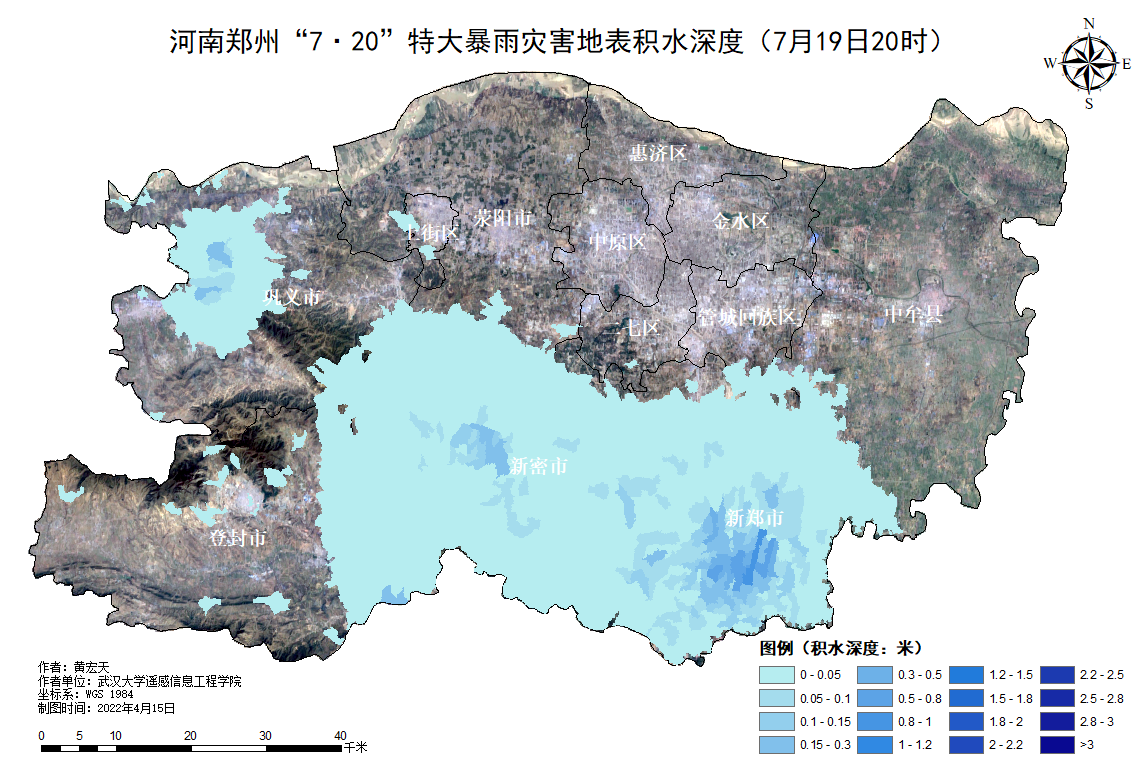 河南郑州“7·20”特大暴雨灾害地表积水深度（7月19日20时）
N
W
E
S
惠济区
荥阳市
上街区
中原区
金水区
巩义市
二七区
管城回族区
中牟县
新密市
新郑市
登封市
作者：黄宏天
作者单位：武汉大学遥感信息工程学院
坐标系：WGS 1984
制图时间：2022年4月15日
0 5 10 20 30 40
千米
图例（积水深度：米）
0 - 0.05
0.05 - 0.1
0.1 - 0.15
0.15 - 0.3
0.3 - 0.5
0.5 - 0.8
0.8 - 1
1 - 1.2
1.2 - 1.5
1.5 - 1.8
1.8 - 2
2 - 2.2
2.2 - 2.5
2.5 - 2.8
2.8 - 3
>3